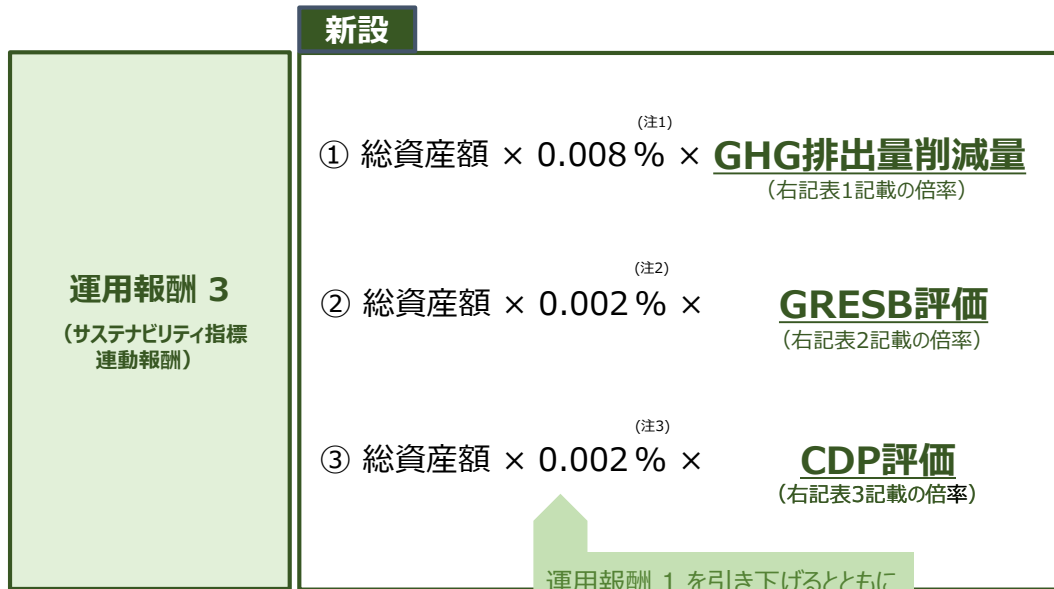 新設
運用報酬 3
（サステナビリティ指標
連動報酬）
(注1)
① 総資産額 × 0.008 % × GHG排出量削減量
（右記表1記載の倍率）
(注2)
② 総資産額 × 0.002 % × GRESB評価
（右記表2記載の倍率）
(注3)
③ 総資産額 × 0.002 % × CDP評価
（右記表3記載の倍率）
運用報酬 1 を引き下げるとともに